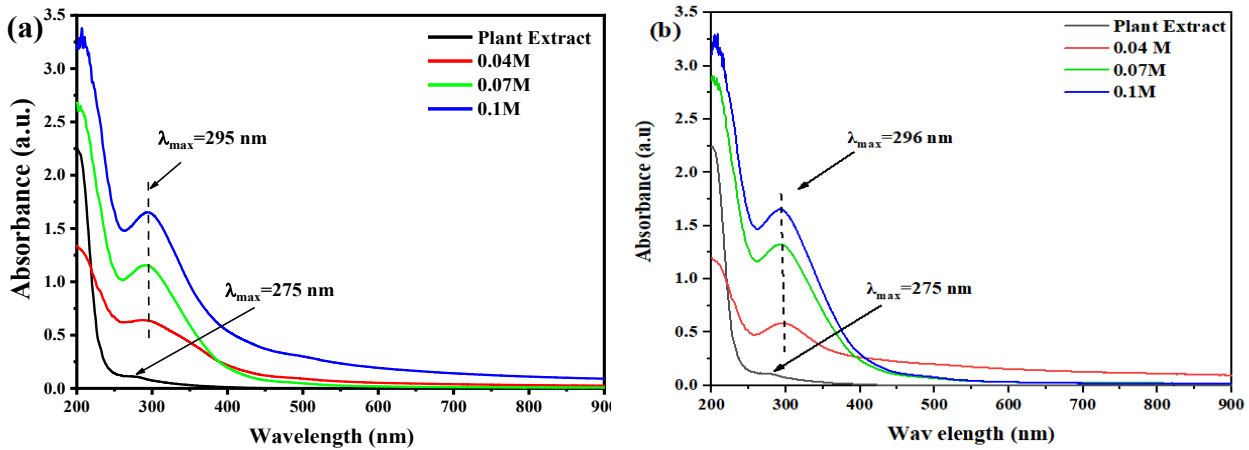 (a)
Plant Extract
0.04M
0.07M
0.1M
λmax=295 nm
λmax=275 nm
Absorbance (a.u.)
3.5
3.0
2.5
2.0
1.5
1.0
0.5
0.0
200 300 400 500 600 700 800 900
Wavelength (nm)
(b)
Plant Extract
0.04 M
0.07M
0.1M
λmax=296 nm
λmax=275 nm
Absorbance (a.u)
3.5
3.0
2.5
2.0
1.5
1.0
0.5
0.0
200 300 400 500 600 700 800 900
Wav elength (nm)